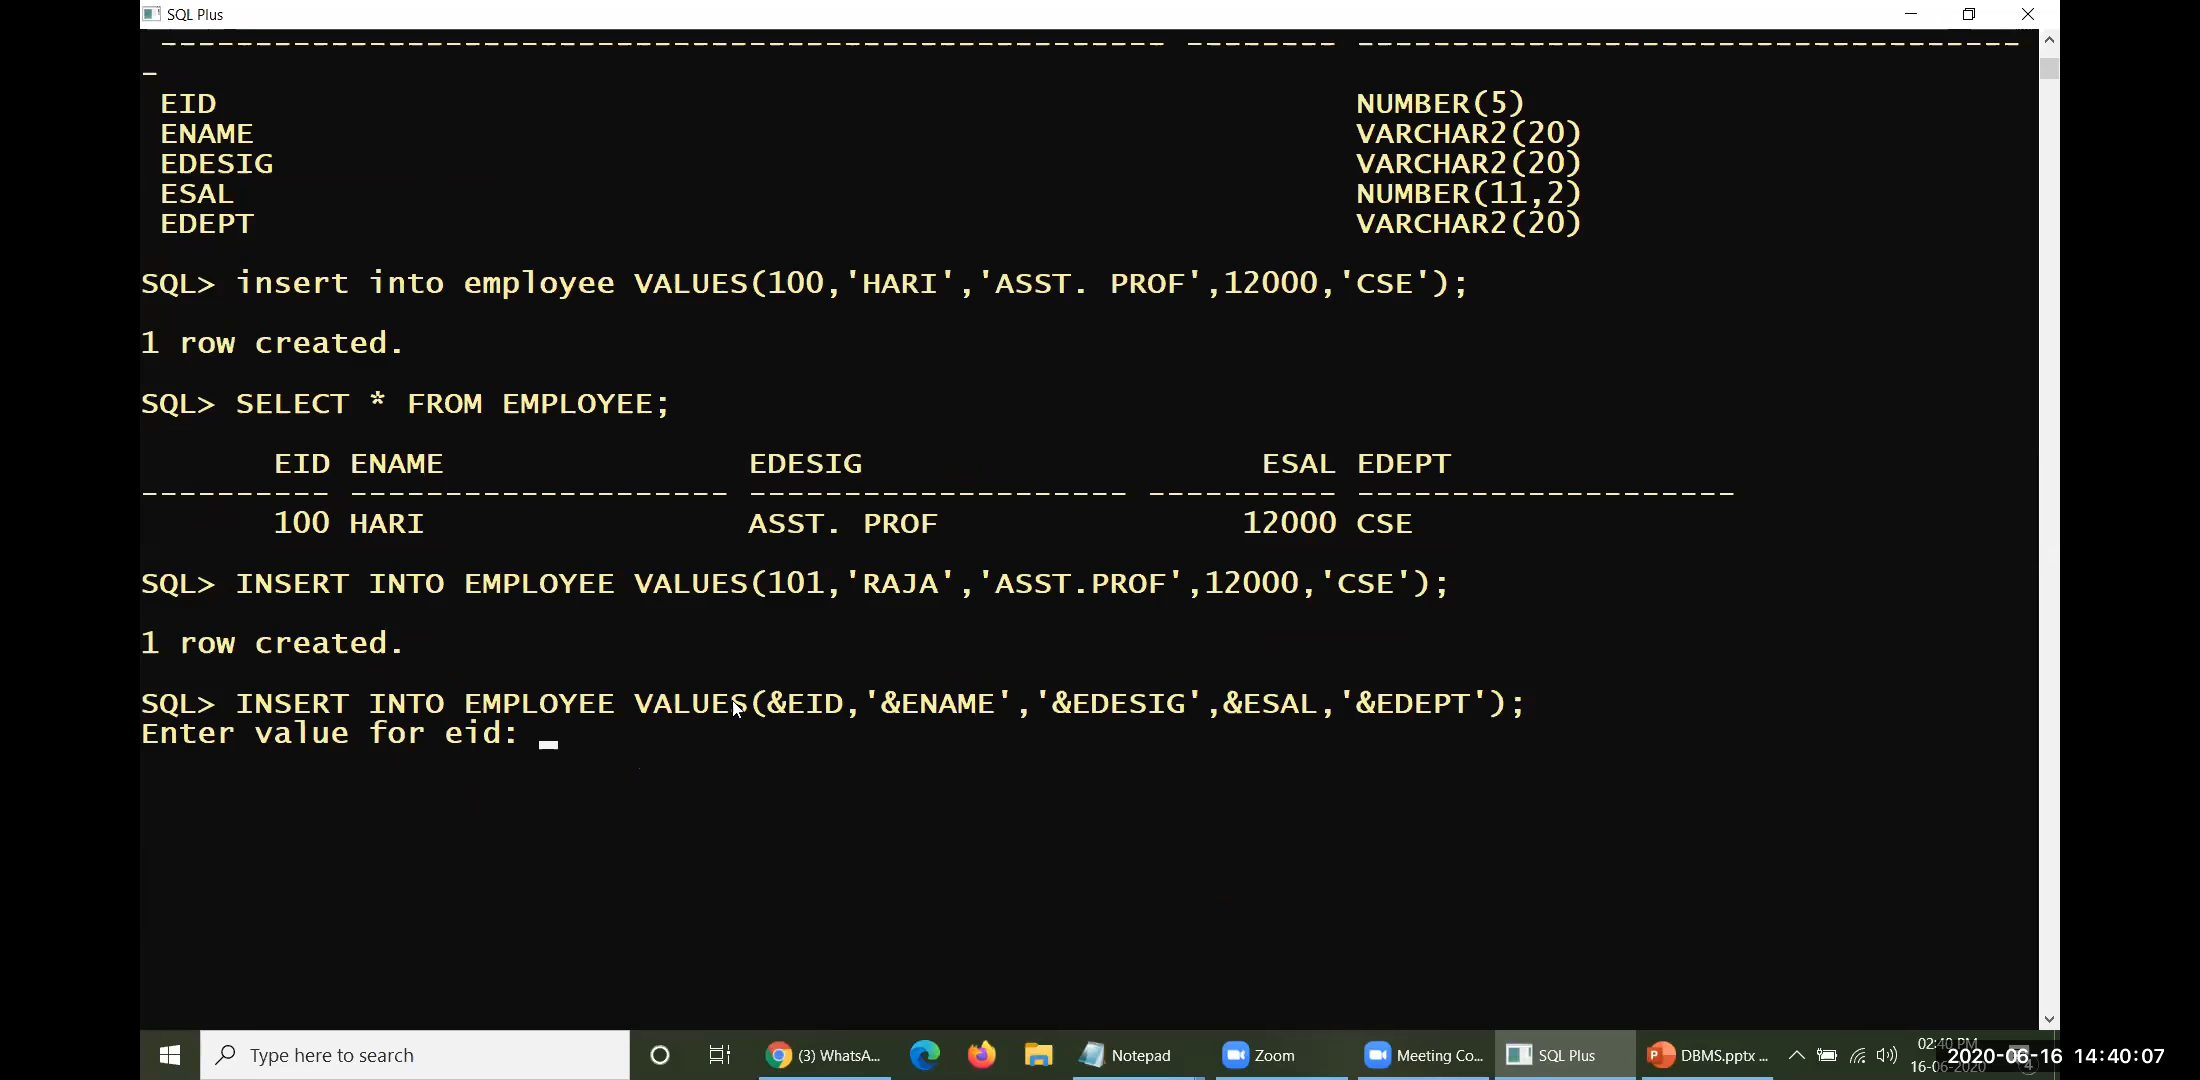 SQL Plus
----------------------------------------------------- -------- -----------------------------------
-
EID NUMBER(5)
ENAME VARCHAR2(20)
EDESIG VARCHAR2(20)
ESAL NUMBER(11,2)
EDEPT VARCHAR2(20)
SQL> insert into employee VALUES(100,'HARI','ASST. PROF',12000,'CSE');
1 row created.
SQL> SELECT * FROM EMPLOYEE;
EID ENAME EDESIG ESAL EDEPT
---------- -------------------- -------------------- ---------- --------------------
100 HARI ASST. PROF 12000 CSE
SQL> INSERT INTO EMPLOYEE VALUES(101,'RAJA','ASST.PROF',12000,'CSE');
1 row created.
SQL> INSERT INTO EMPLOYEE VALUES(&EID,'&ENAME','&EDESIG',&ESAL,'&EDEPT');
Enter value for eid:
Type here to search
(3) WhatsA...
Notepad
Zoom
Meeting Co...
SQL Plus
DBMS.pptx ...
02:40 PM
16-06-2020
4
2020-06-16 14:40:07